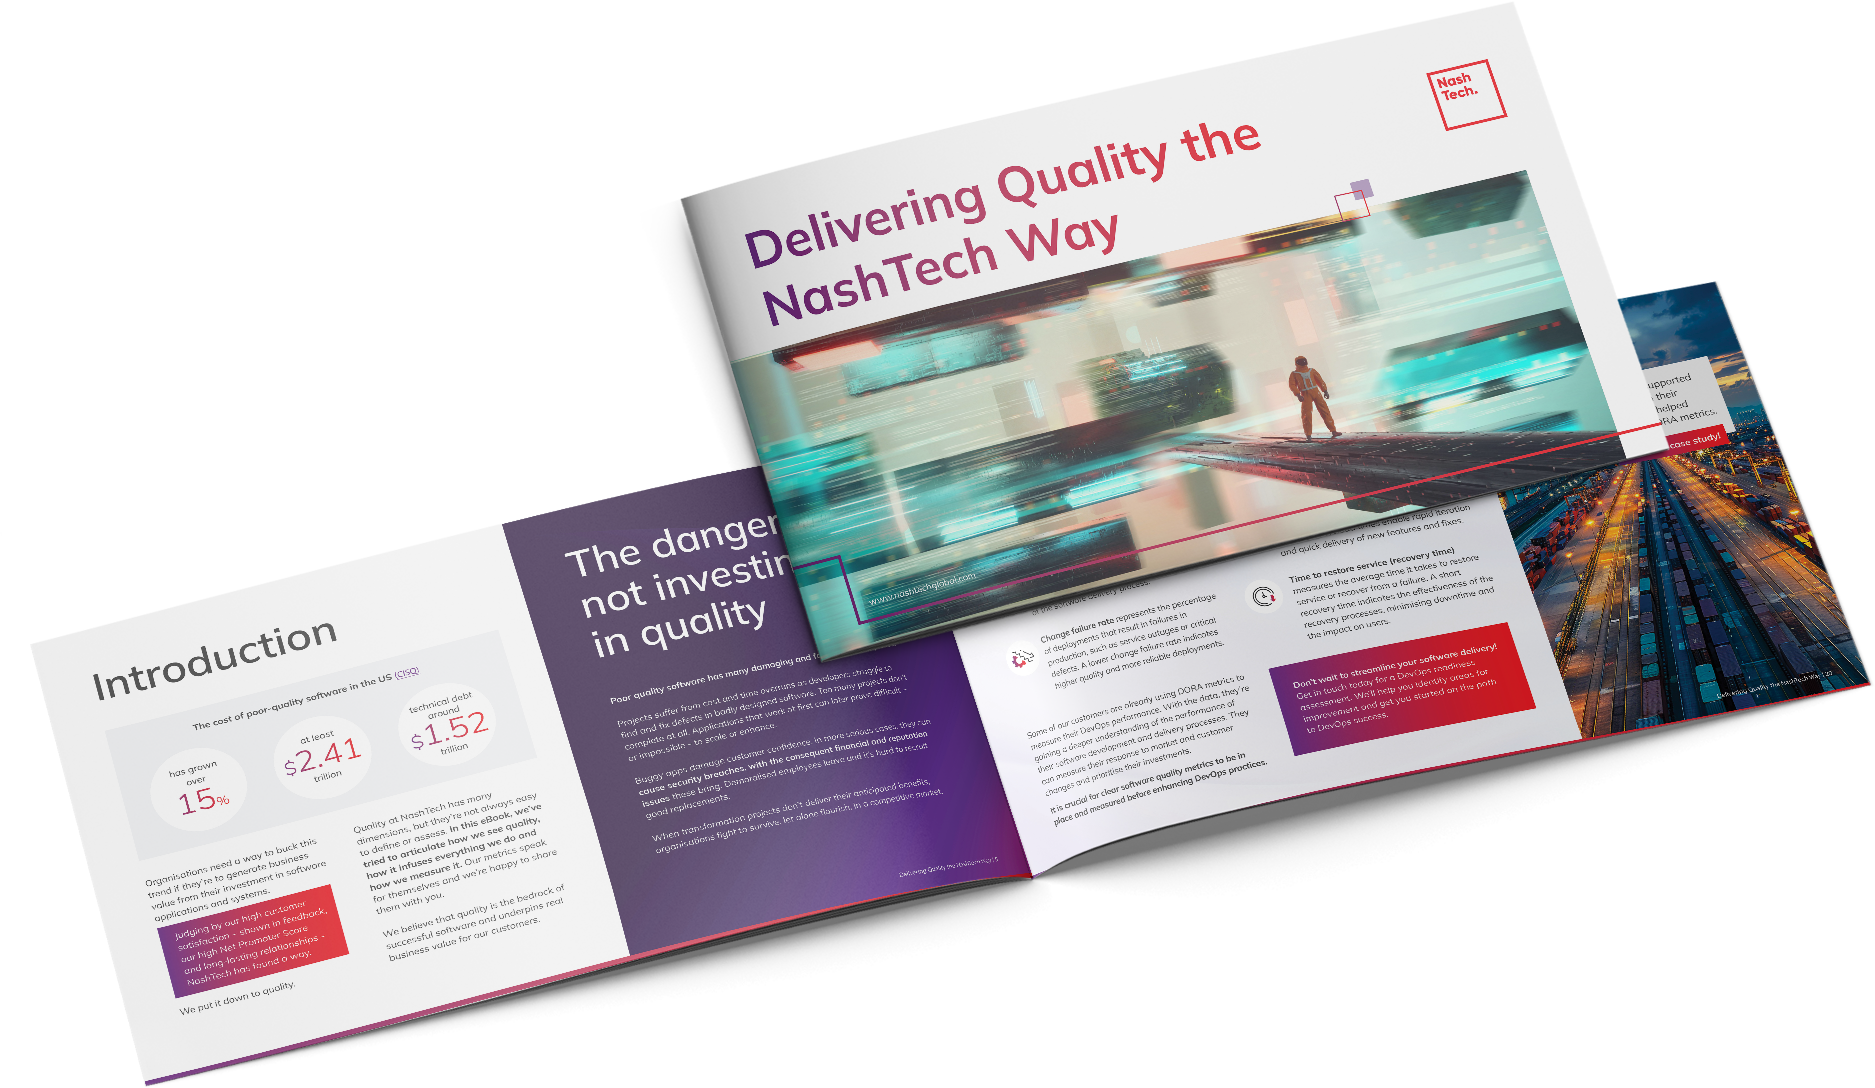 Nash
Tech.
Delivering Quality the
NashTech Way
www.nashtechglobal.com
Introduction
The cost of poor-quality software in the US (CISQ)
has grown
over
15%
at least
$2.41
trillion
technical debt
around
$1.52
trillion
Organisations need a way to buck this
trend if they're to generate business
value from their investment in software
applications and systems.
Judging by our high customer
satisfaction - shown in feedback,
our high Net Promoter Score
and long-lasting relationships -
NashTech has found a way.
We put it down to quality.
Quality at NashTech has many
dimensions, but they're not always easy
to define or assess. In this eBook, we've
tried to articulate how we see quality,
how it infuses everything we do and
how we measure it. Our metrics speak
for themselves and we're happy to share
them with you.
We believe that quality is the bedrock of
successful software and underpins real
business value for our customers.
The danger
not investin
in quality
Poor quality software has many damaging and
Projects suffer from cost and time overruns as developers struggle to
find and fix defects in badly designed software. Too many projects don't
complete at all. Applications that work at first can later prove difficult -
or impossible - to scale or enhance.
Buggy apps damage customer confidence. In more serious cases, they can
cause security breaches, with the consequent financial and reputation
issues these bring. Demoralised employees leave and it's hard to recruit
good replacements.
When transformation projects don't deliver their anticipated benefits,
organisations fight to survive, let alone flourish, in a competitive market.
Delivering Quality the NashTech Way | 5
of the software delivery process.
Change failure rate represents the percentage
of deployments that result in failures in
production, such as service outages or critical
defects. A lower change failure rate indicates
higher quality and more reliable deployments.
Some of our customers are already using DORA metrics to
measure their DevOps performance. With the data, they're
gaining a deeper understanding of the performance of
their software development and delivery processes. They
can measure their response to market and customer
changes and prioritise their investments.
It is crucial for clear software quality metrics to be in
place and measured before enhancing DevOps practices.
enable rapid iteration
and quick delivery of new features and fixes.
Time to restore service (recovery time)
measures the average time it takes to restore
service or recover from a failure. A short
recovery time indicates the effectiveness of the
recovery processes, minimising downtime and
the impact on users.
Don't wait to streamline your software delivery!
Get in touch today for a DevOps readiness
assessment. We'll help you identify areas for
improvement and get you started on the path
to DevOps success.
upported
their
helped
ORA metrics.
case study!
Delivering Quality the NashTech Way |